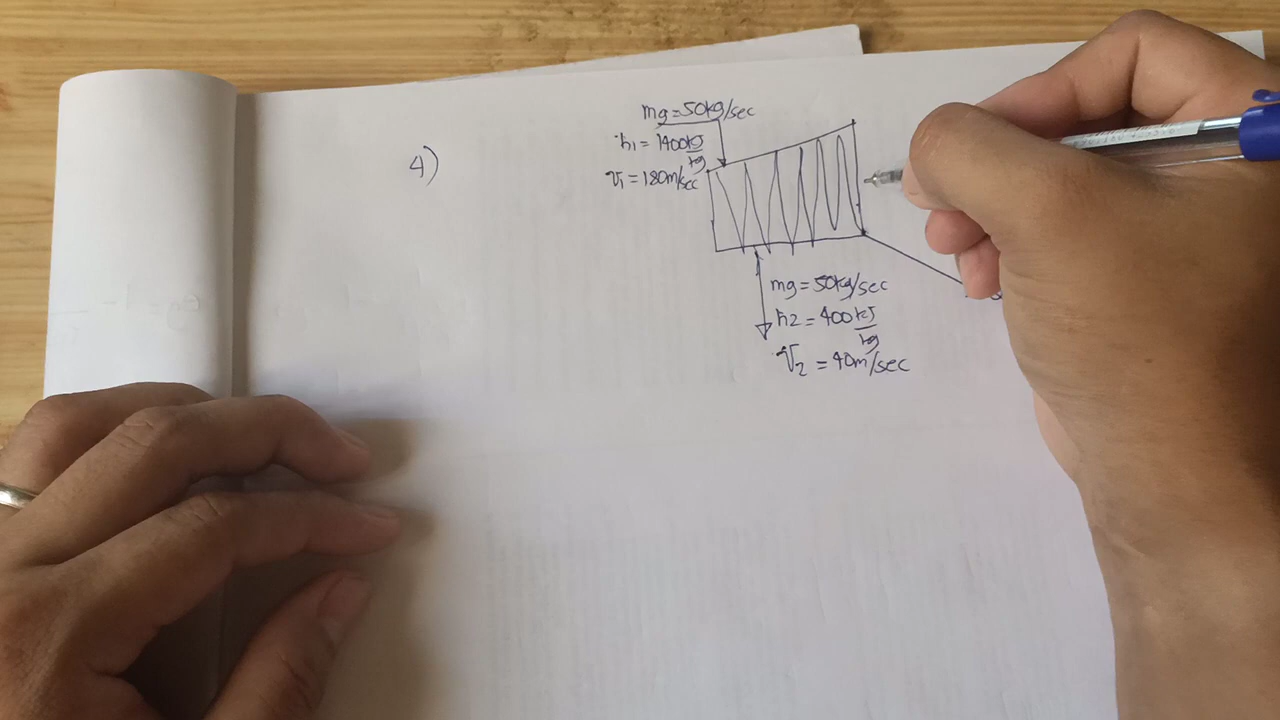 4)
mg=50kg/sec
h1=1400kJ/kg
V1=180m/sec
mg=50kg/sec
h2=400kJ/kg
V2=40m/sec